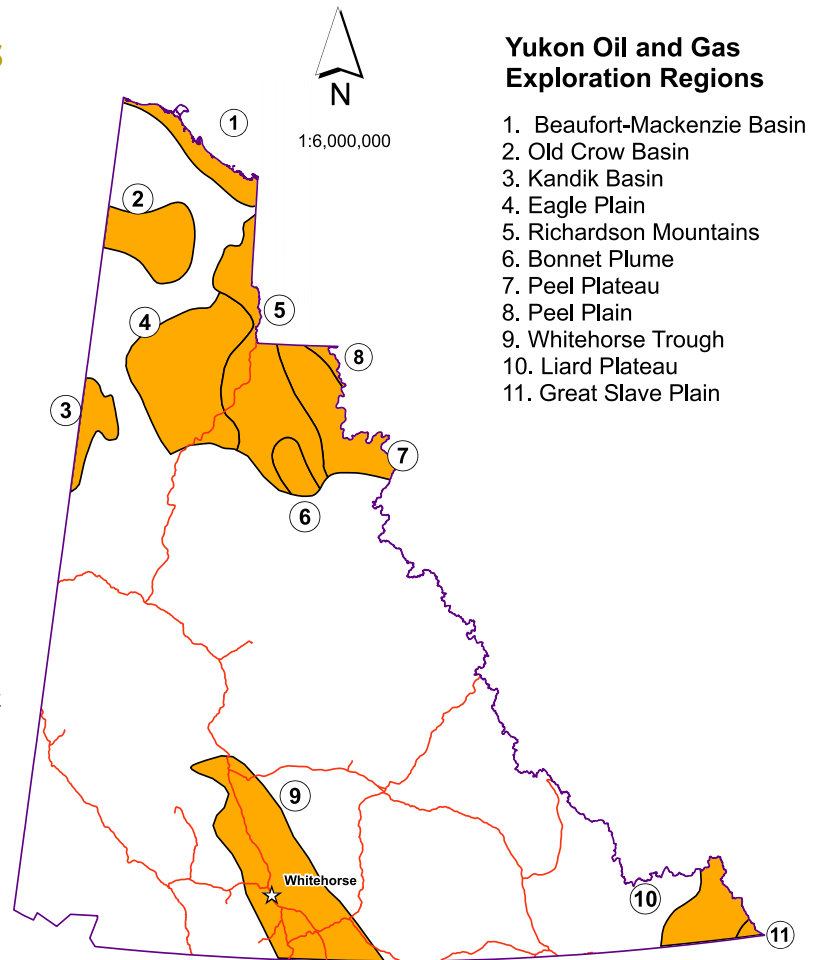 N
1:6,000,000
Yukon Oil and Gas
Exploration Regions
1. Beaufort-Mackenzie Basin
2. Old Crow Basin
3. Kandik Basin
4. Eagle Plain
5. Richardson Mountains
6. Bonnet Plume
7. Peel Plateau
8. Peel Plain
9. Whitehorse Trough
10. Liard Plateau
11. Great Slave Plain
1
2
5
4
8
3
7
6
9
Whitehorse
10
11